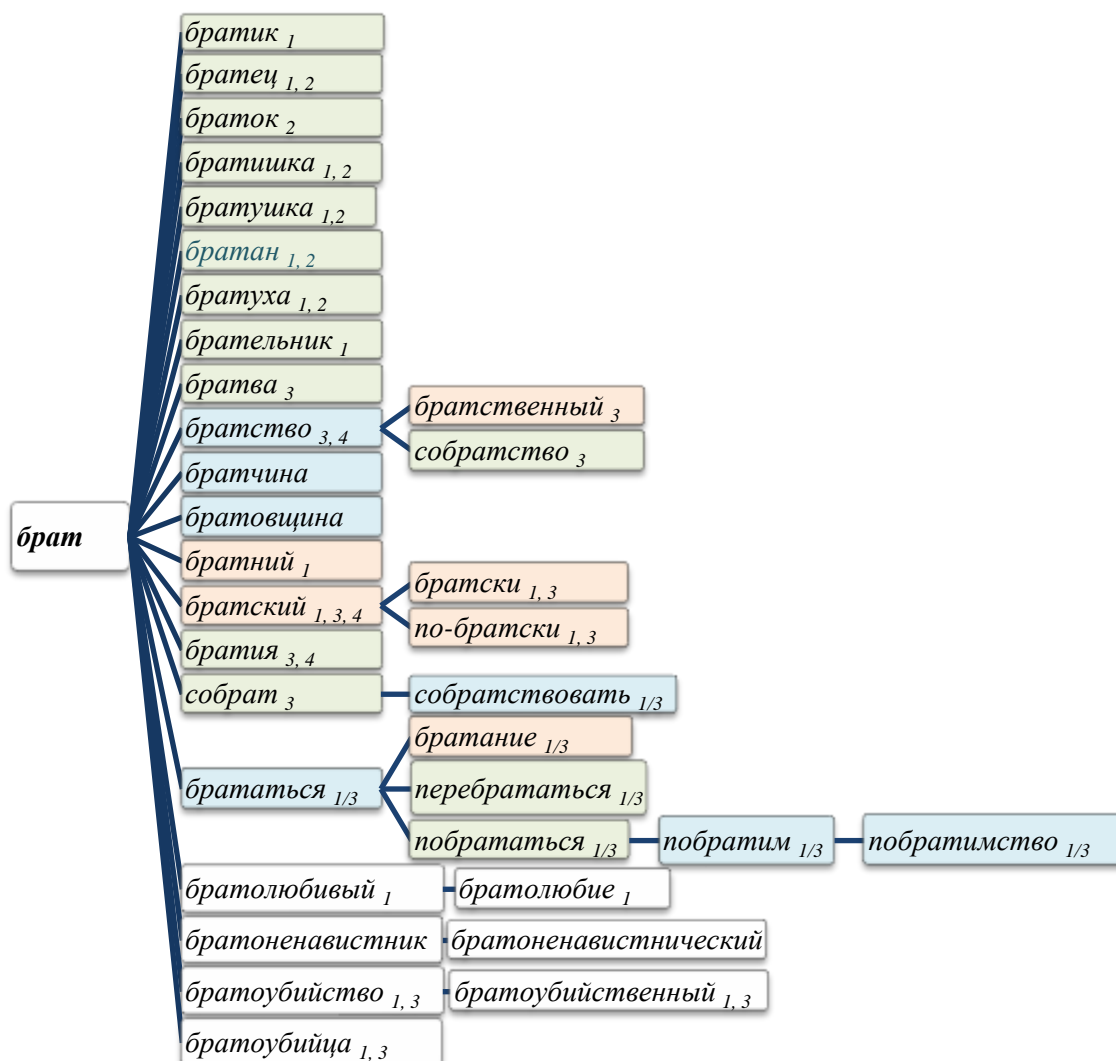 братик 1
братец 1, 2
браток 2
братишка 1, 2
братушка 1,2
братан 1, 2
братуха 1, 2
брательник 1
братва 3
братственный 3
братство 3, 4
собратство 3
братчина
братовщина
брат
братний 1
братски 1, 3
братский 1, 3, 4
по-братски 1, 3
братия 3, 4
собрат 3
собратствовать 1/3
братание 1/3
брататься 1/3
перебрататься 1/3
побрататься 1/3
побратим 1/3
побратимство 1/3
братолюбивый 1
братолюбие 1
братоненавистник
братоненавистнический
братоубийство 1, 3
братоубийственный 1, 3
братоубийца 1, 3